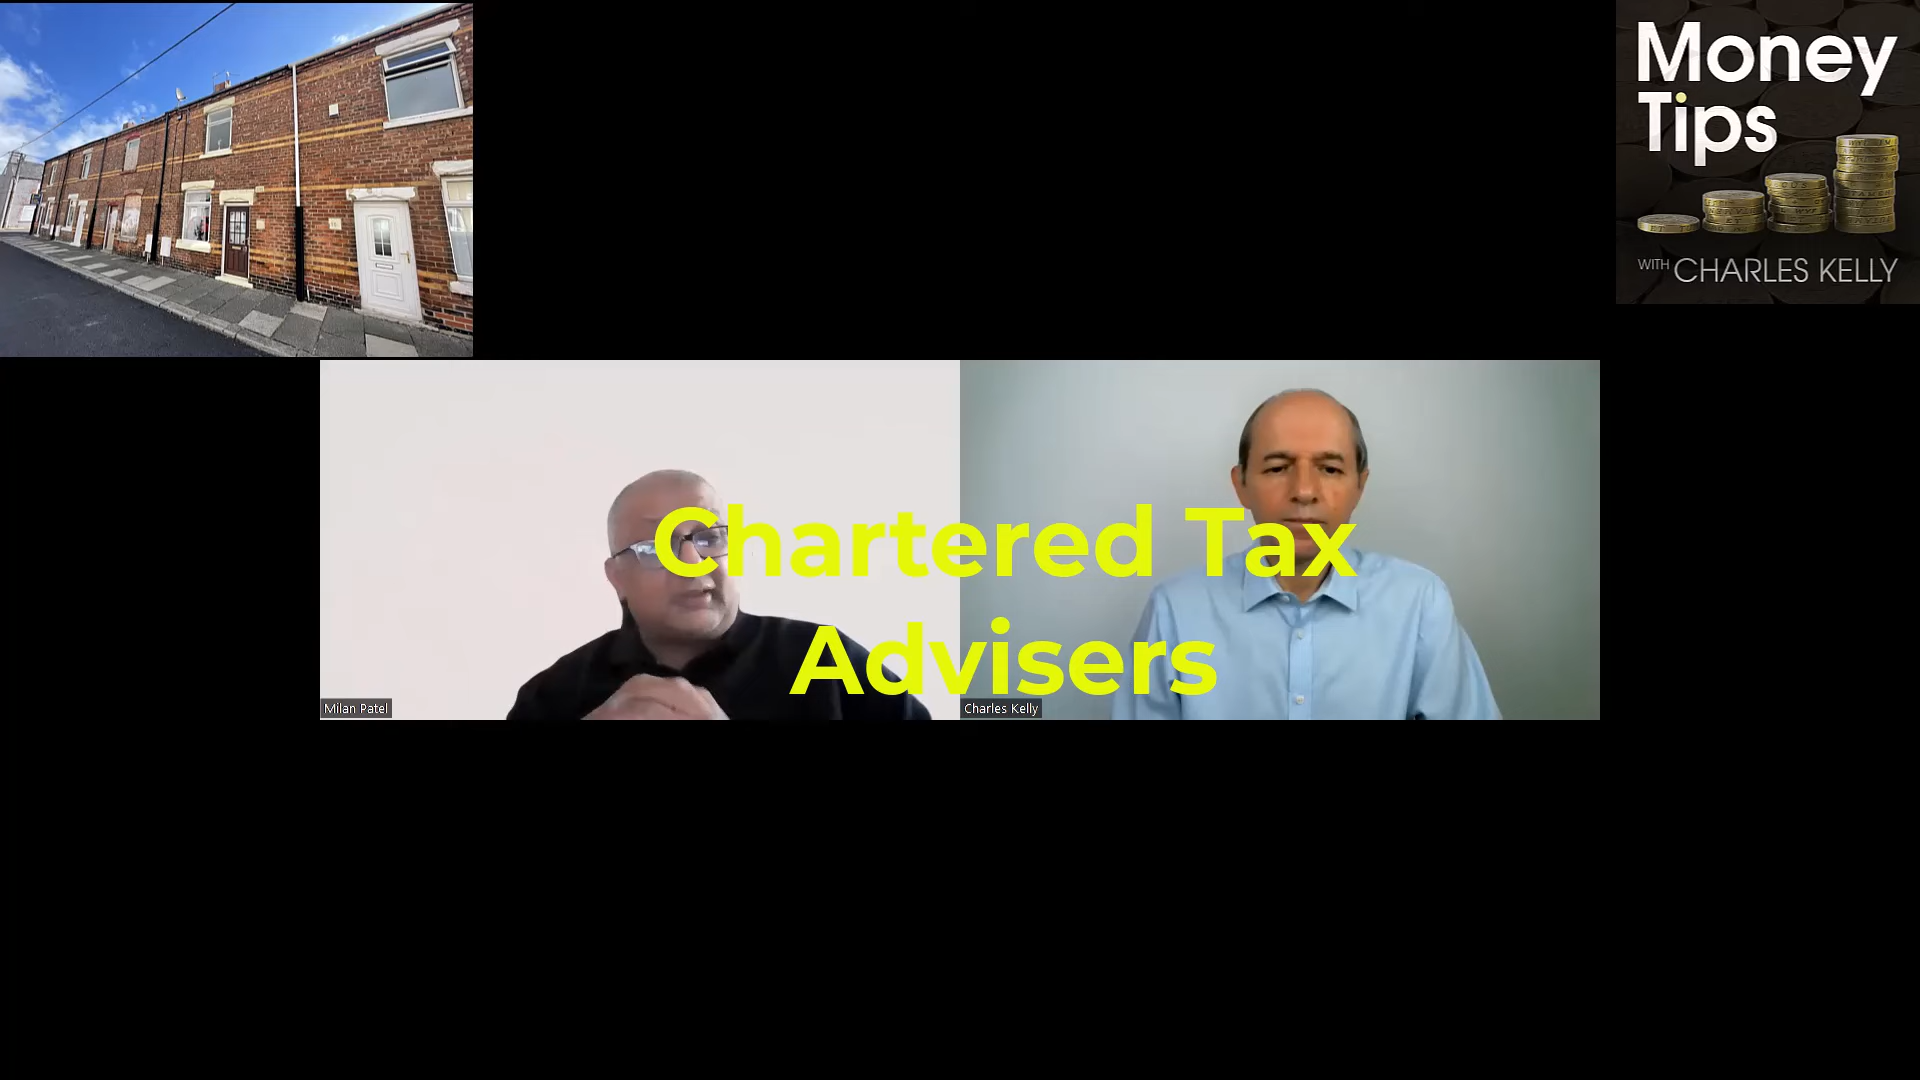 Money
Tips
WITH CHARLES KELLY
Chartered Tax
Advisers
Milan Patel
Charles Kelly